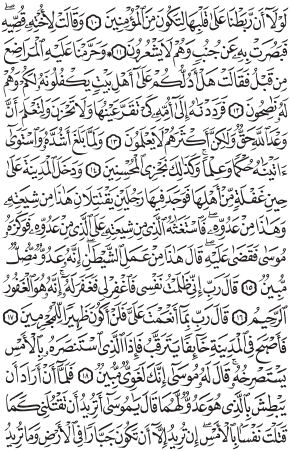 لَوْلَآ أَن رَّبَطْنَا عَلَىٰ قَلْبِهَا لِتَكُونَ مِنَ ٱلْمُؤْمِنِينَ ١٠ وَقَالَتْ لِأُخْتِهِۦ قُصِّيهِ ۖ
فَبَصُرَتْ بِهِۦ عَن جُنُبٍ وَهُمْ لَا يَشْعُرُونَ ١١ وَحَرَّمْنَا عَلَيْهِ ٱلْمَرَاضِعَ
مِن قَبْلُ فَقَالَتْ هَلْ أَدُلُّكُمْ عَلَىٰٓ أَهْلِ بَيْتٍ يَكْفُلُونَهُۥ لَكُمْ وَهُمْ
لَهُۥ نَٰصِحُونَ ١٢ فَرَدَدْنَٰهُ إِلَىٰٓ أُمِّهِۦ كَىْ تَقَرَّ عَيْنُهَا وَلَا تَحْزَنَ وَلِتَعْلَمَ أَنَّ
وَعْدَ ٱللَّهِ حَقٌّ وَلَٰكِنَّ أَكْثَرَهُمْ لَا يَعْلَمُونَ ١٣ وَلَمَّا بَلَغَ أَشُدَّهُۥ وَٱسْتَوَىٰٓ
ءَاتَيْنَٰهُ حُكْمًا وَعِلْمًا ۚ وَكَذَٰلِكَ نَجْزِى ٱلْمُحْسِنِينَ ١٤ وَدَخَلَ ٱلْمَدِينَةَ عَلَىٰ
حِينِ غَفْلَةٍ مِّنْ أَهْلِهَا فَوَجَدَ فِيهَا رَجُلَيْنِ يَقْتَتِلَانِ هَٰذَا مِن شِيعَتِهِۦ
وَهَٰذَا مِنْ عَدُوِّهِۦ ۖ فَٱسْتَغَٰثَهُ ٱلَّذِى مِن شِيعَتِهِۦ عَلَى ٱلَّذِى مِنْ عَدُوِّهِۦ فَوَكَزَهُۥ
مُوسَىٰ فَقَضَىٰ عَلَيْهِ ۖ قَالَ هَٰذَا مِنْ عَمَلِ ٱلشَّيْطَٰنِ ۖ إِنَّهُۥ عَدُوٌّ مُّضِلٌّ
مُّبِينٌ ١٥ قَالَ رَبِّ إِنِّى ظَلَمْتُ نَفْسِى فَٱغْفِرْ لِى فَغَفَرَ لَهُۥٓ ۚ إِنَّهُۥ هُوَ ٱلْغَفُورُ
ٱلرَّحِيمُ ١٦ قَالَ رَبِّ بِمَآ أَنْعَمْتَ عَلَىَّ فَلَنْ أَكُونَ ظَهِيرًا لِّلْمُجْرِمِينَ ١٧
فَأَصْبَحَ فِى ٱلْمَدِينَةِ خَآئِفًا يَتَرَقَّبُ فَإِذَا ٱلَّذِى ٱسْتَنصَرَهُۥ بِٱلْأَمْسِ
يَسْتَصْرِخُهُۥ ۚ قَالَ لَهُۥ مُوسَىٰٓ إِنَّكَ لَغَوِىٌّ مُّبِينٌ ١٨ فَلَمَّآ أَنْ أَرَادَ أَن
يَبْطِشَ بِٱلَّذِى هُوَ عَدُوٌّ لَّهُمَا قَالَ يَٰمُوسَىٰٓ أَتُرِيدُ أَن تَقْتُلَنِى كَمَا
قَتَلْتَ نَفْسًۢا بِٱلْأَمْسِ ۖ إِن تُرِيدُ إِلَّآ أَن تَكُونَ جَبَّارًا فِى ٱلْأَرْضِ وَمَا تُرِيدُ